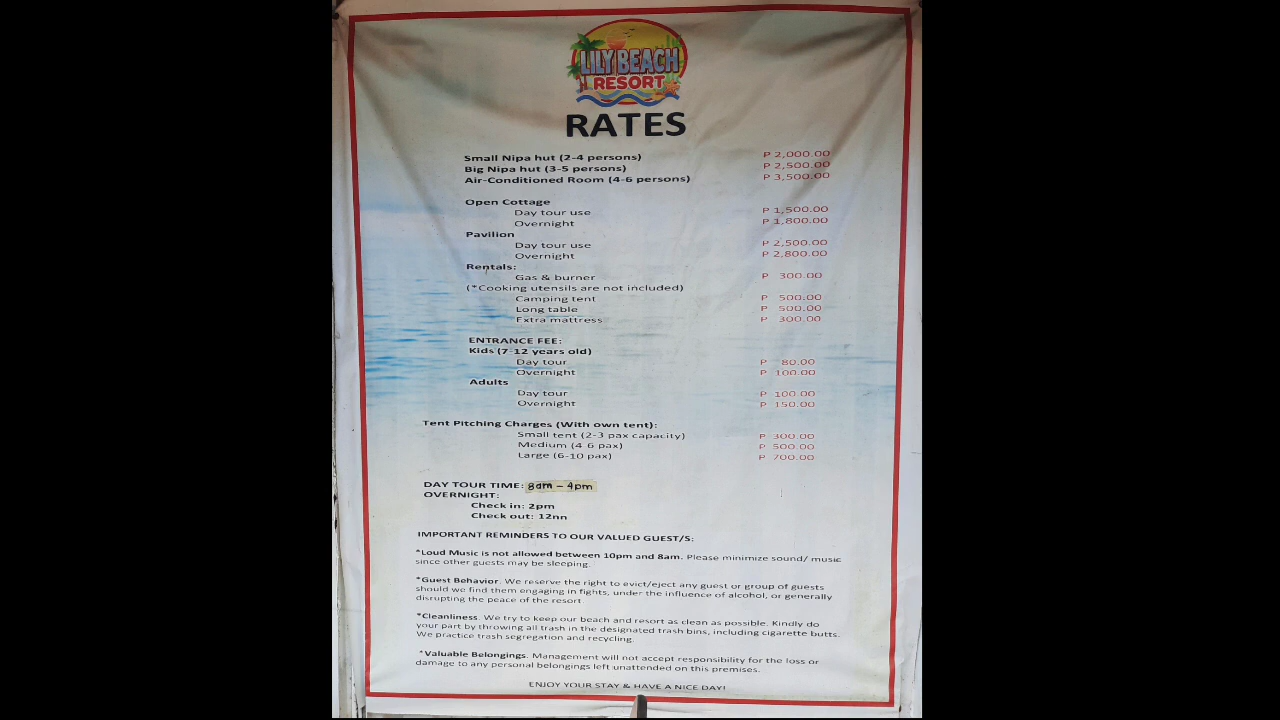 LILY BEACH
RESORT
RATES
Small Nipa hut (2-4 persons) ₱ 2,000.00
Big Nipa hut (3-5 persons) ₱ 2,500.00
Air-Conditioned Room (4-6 persons) ₱ 3,500.00
Open Cottage
Day tour use ₱ 1,500.00
Overnight ₱ 1,800.00
Pavilion
Day tour use ₱ 2,500.00
Overnight ₱ 2,800.00
Rentals:
Gas & burner ₱ 300.00
(*Cooking utensils are not included)
Camping tent ₱ 500.00
Long table ₱ 500.00
Extra mattress ₱ 300.00
ENTRANCE FEE:
Kids (7-12 years old)
Day tour ₱ 80.00
Overnight ₱ 100.00
Adults
Day tour ₱ 100.00
Overnight ₱ 150.00
Tent Pitching Charges (With own tent):
Small tent (2-3 pax capacity) ₱ 300.00
Medium (4-6 pax) ₱ 500.00
Large (6-10 pax) ₱ 700.00
DAY TOUR TIME: 8am – 4pm
OVERNIGHT:
Check in: 2pm
Check out: 12nn
IMPORTANT REMINDERS TO OUR VALUED GUEST/S:
*Loud Music is not allowed between 10pm and 8am. Please minimize sound/ music
since other guests may be sleeping.
*Guest Behavior. We reserve the right to evict/eject any guest or group of guests
should we find them engaging in fights, under the influence of alcohol, or generally
disrupting the peace of the resort.
*Cleanliness. We try to keep our beach and resort as clean as possible. Kindly do
your part by throwing all trash in the designated trash bins, including cigarette butts.
We practice trash segregation and recycling.
*Valuable Belongings. Management will not accept responsibility for the loss or
damage to any personal belongings left unattended on this premises.
ENJOY YOUR STAY & HAVE A NICE DAY!